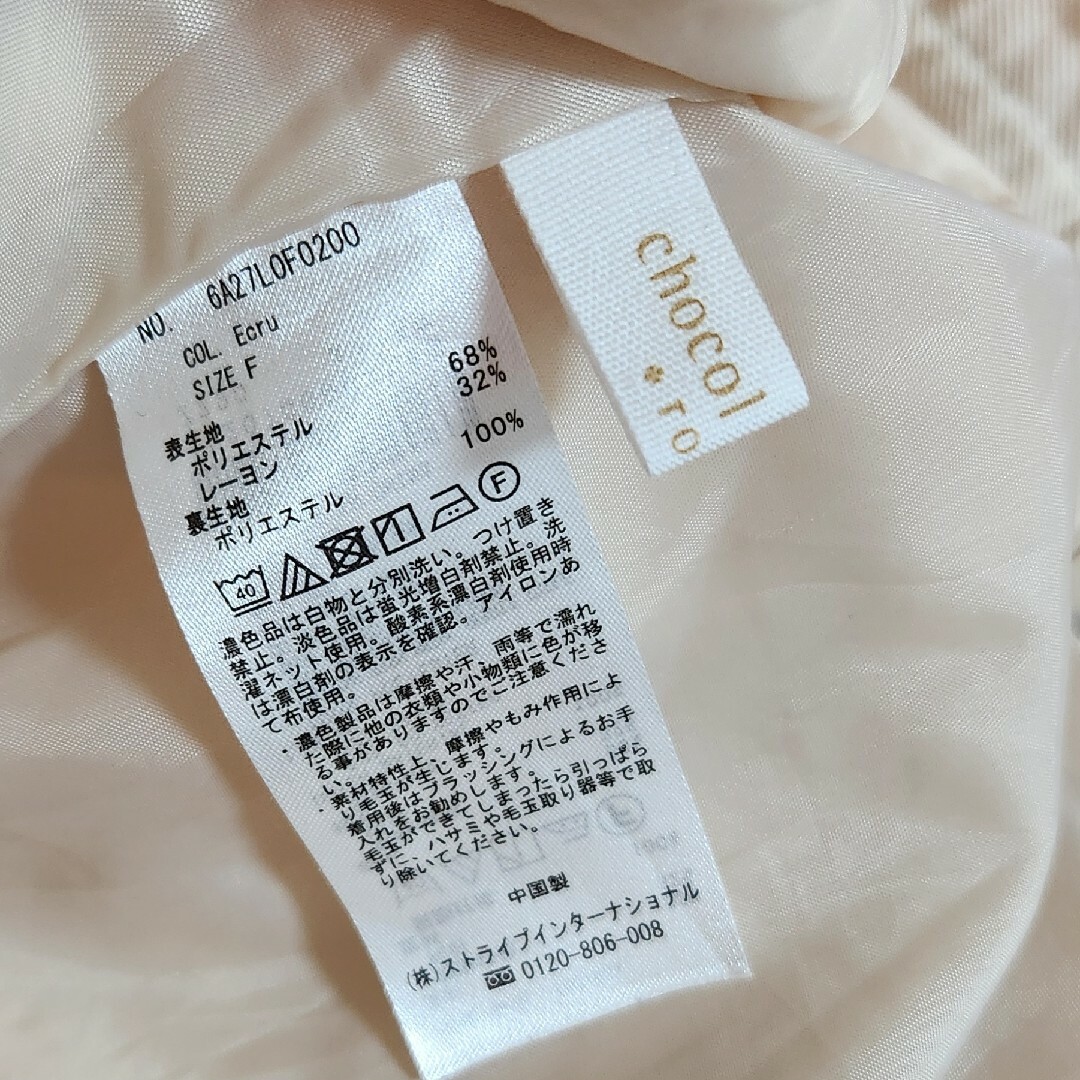 NO. 6A27L0F0200
COL. Ecru
SIZE F
表生地
ポリエステル 68%
レーヨン 32%
裏生地
ポリエステル 100%
40
F
濃色品は白物と分別洗い。つけ置き
禁止。淡色品は蛍光増白剤禁止。洗
濯ネット使用。酸素系漂白剤使用時
は漂白剤の表示を確認。アイロンあ
て布使用。
・濃色製品は摩擦や汗、雨等で濡れ
た際に他の衣類や小物類に色が移
る事がありますのでご注意くださ
い。
・素材特性上、摩擦やもみ作用によ
り毛玉が生じます。
着用後はブラッシングによるお手
入れをお勧めします。
毛玉ができてしまったら引っぱら
ずに、ハサミや毛玉取り器等で取
り除いてください。
中国製
(株)ストライプインターナショナル
0120-806-008
chocol
ro